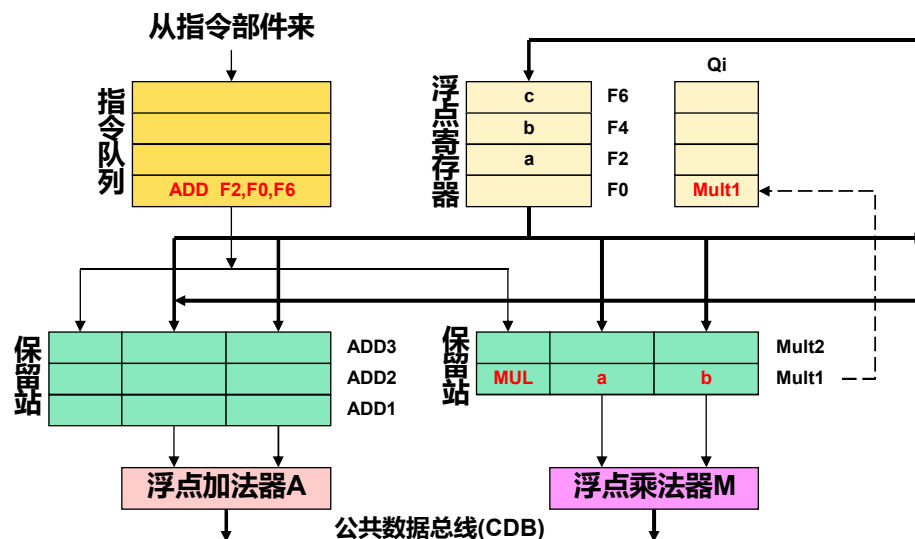 从指令部件来
指令队列
ADD F2,F0,F6
浮点寄存器
c
b
a
F6
F4
F2
F0
Qi
Mult1
保留站
ADD3
ADD2
ADD1
保留站
MUL
a
b
Mult2
Mult1
浮点加法器A
浮点乘法器M
公共数据总线(CDB)